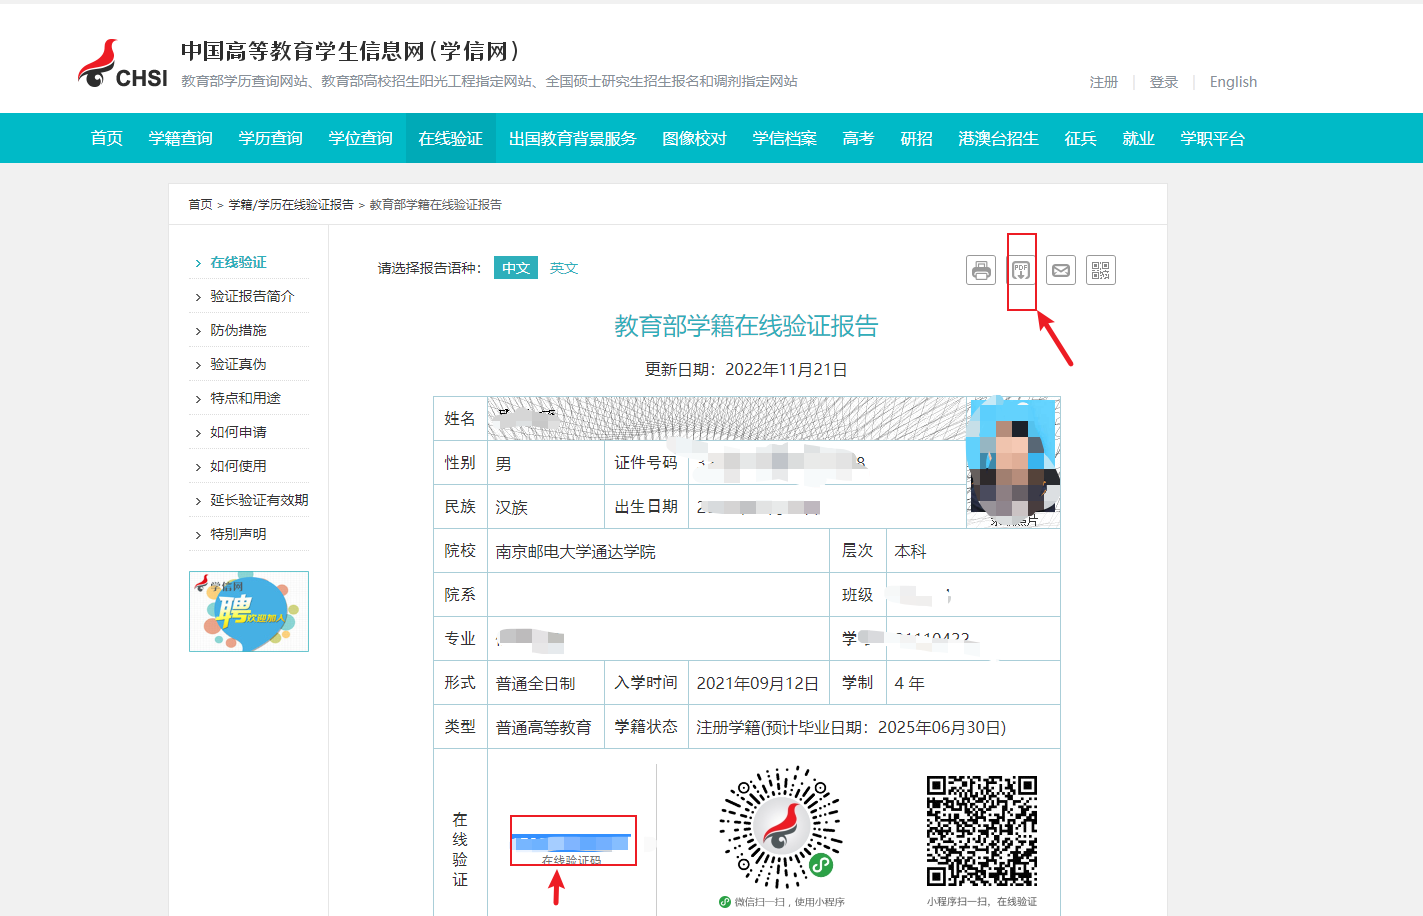 中国高等教育学生信息网(学信网)
CHSI
教育部学历查询网站、教育部高校招生阳光工程指定网站、全国硕士研究生招生报名和调剂指定网站
注册 | 登录 | English
首页 学籍查询 学历查询 学位查询 在线验证 出国教育背景服务 图像校对 学信档案 高考 研招 港澳台招生 征兵 就业 学职平台
首页 > 学籍/学历在线验证报告 > 教育部学籍在线验证报告
在线验证
验证报告简介
防伪措施
验证真伪
特点和用途
如何申请
如何使用
延长验证有效期
特别声明
学信网
聘 欢迎加入
请选择报告语种: 中文 英文
PDF
教育部学籍在线验证报告
更新日期:2022年11月21日
姓名
性别 男 证件号码
民族 汉族 出生日期
院校 南京邮电大学通达学院 层次 本科
院系 班级
专业 学
形式 普通全日制 入学时间 2021年09月12日 学制 4 年
类型 普通高等教育 学籍状态 注册学籍(预计毕业日期:2025年06月30日)
在线验证
在线验证码
微信扫一扫,使用小程序
小程序扫一扫,在线验证